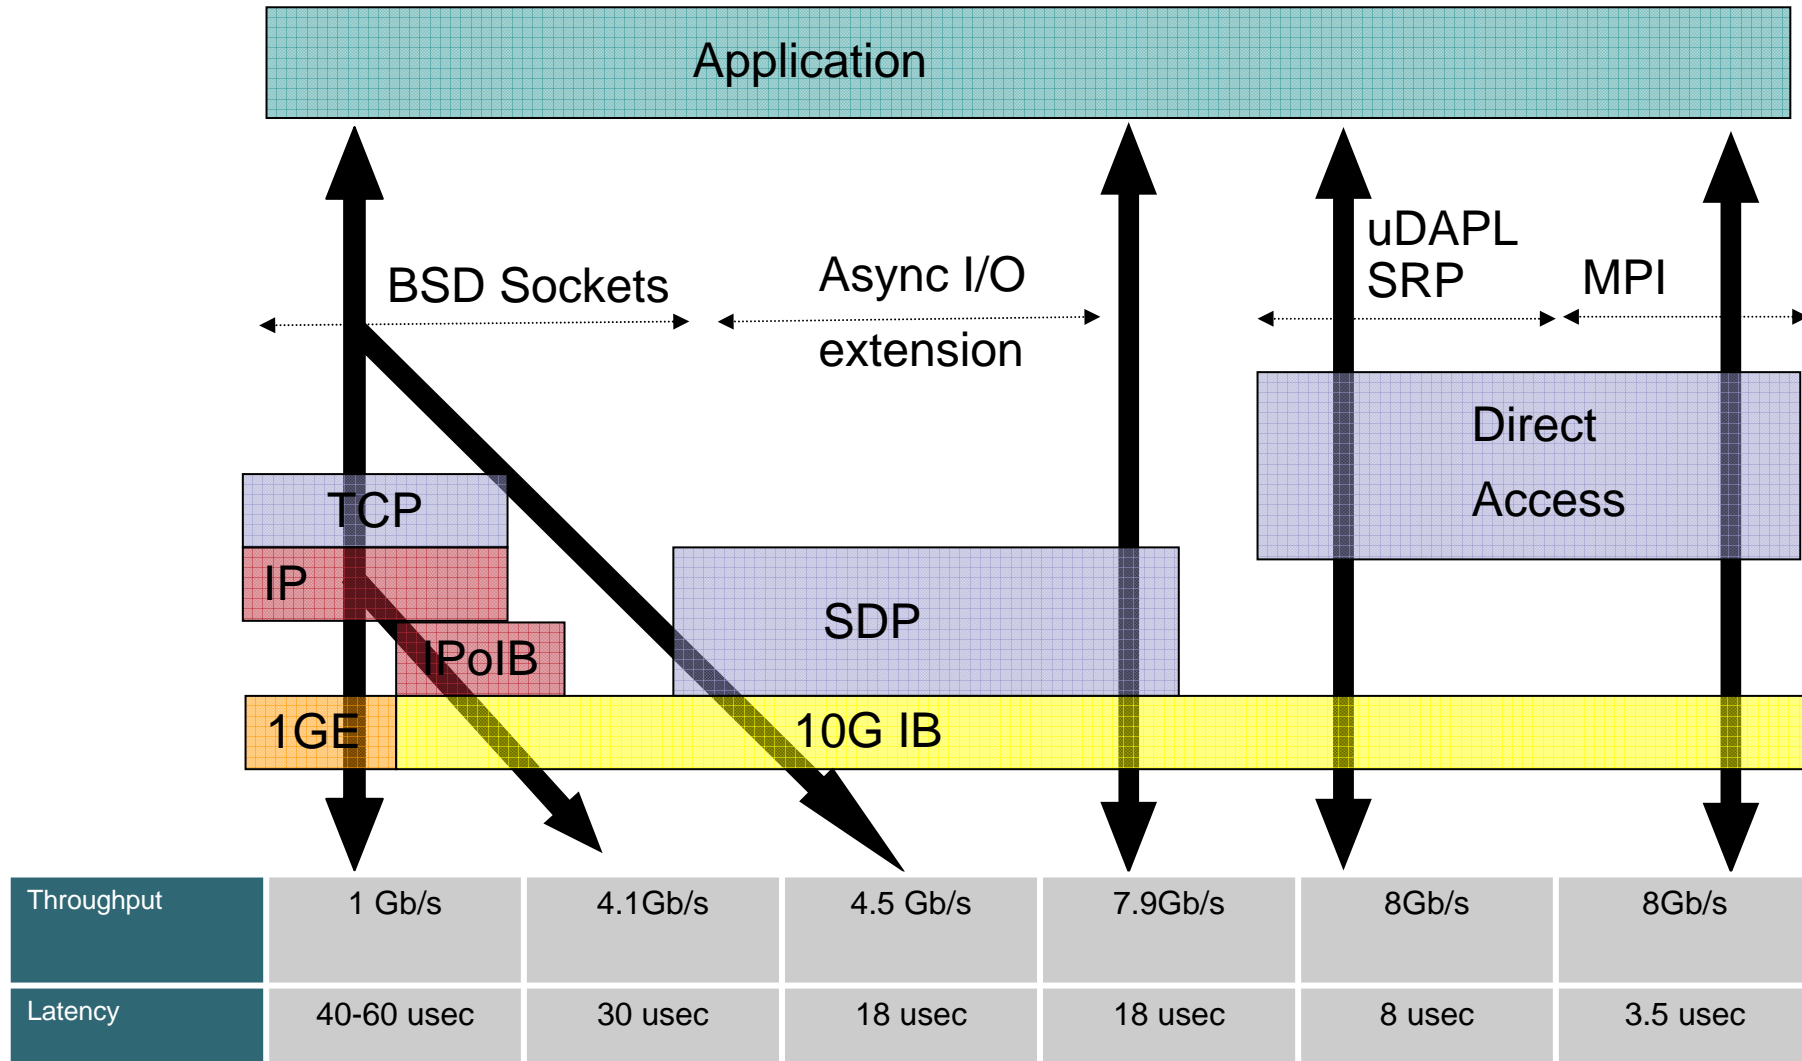 Application
uDAPL
SRP
BSD Sockets
Async I/O
extension
MPI
Direct
Access
TCP
IP
IPoIB
SDP
1GE
10G IB
Throughput 1 Gb/s 4.1Gb/s 4.5 Gb/s 7.9Gb/s 8Gb/s 8Gb/s
Latency 40-60 usec 30 usec 18 usec 18 usec 8 usec 3.5 usec